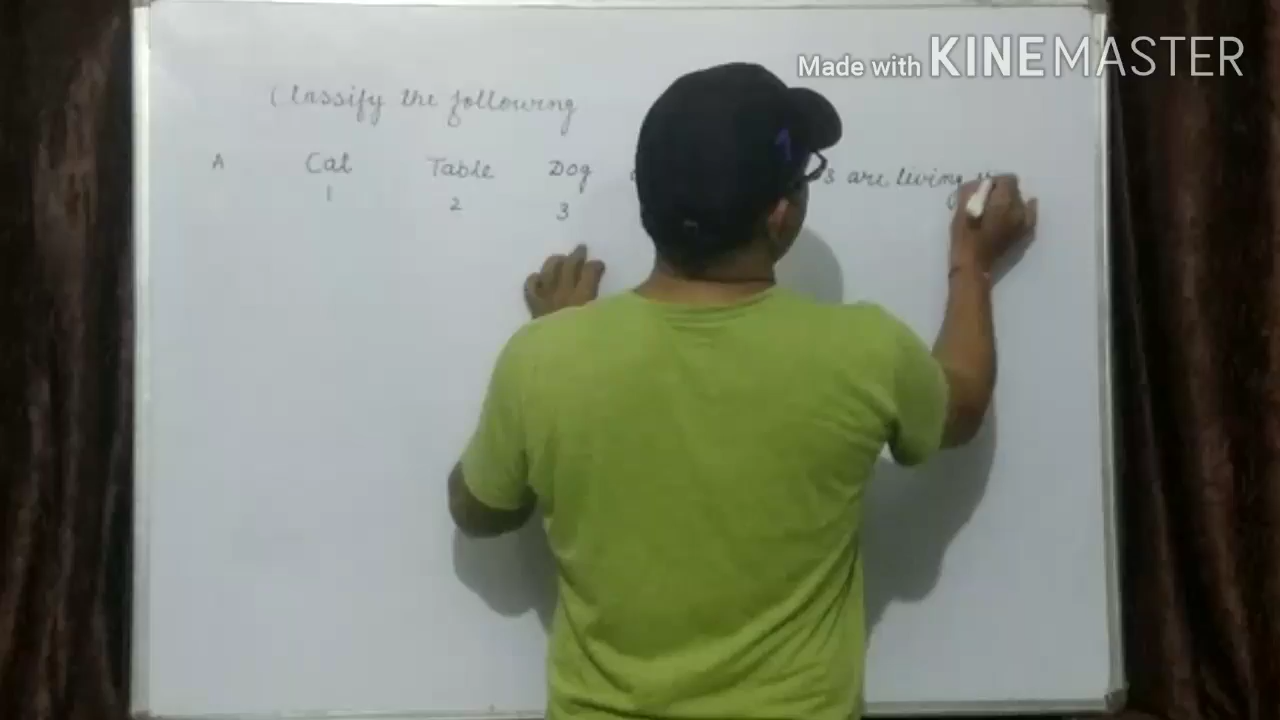 Made with KINEMASTER
Classify the following
A Cat Table Dog are living
1 2 3